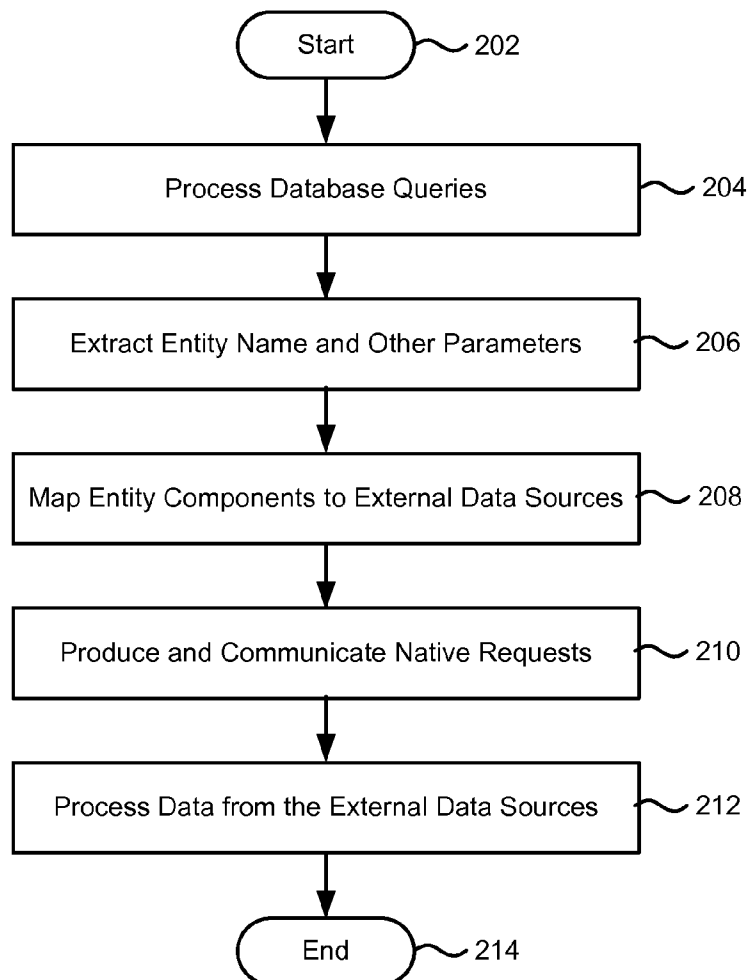 Start 202
Process Database Queries 204
Extract Entity Name and Other Parameters 206
Map Entity Components to External Data Sources 208
Produce and Communicate Native Requests 210
Process Data from the External Data Sources 212
End 214